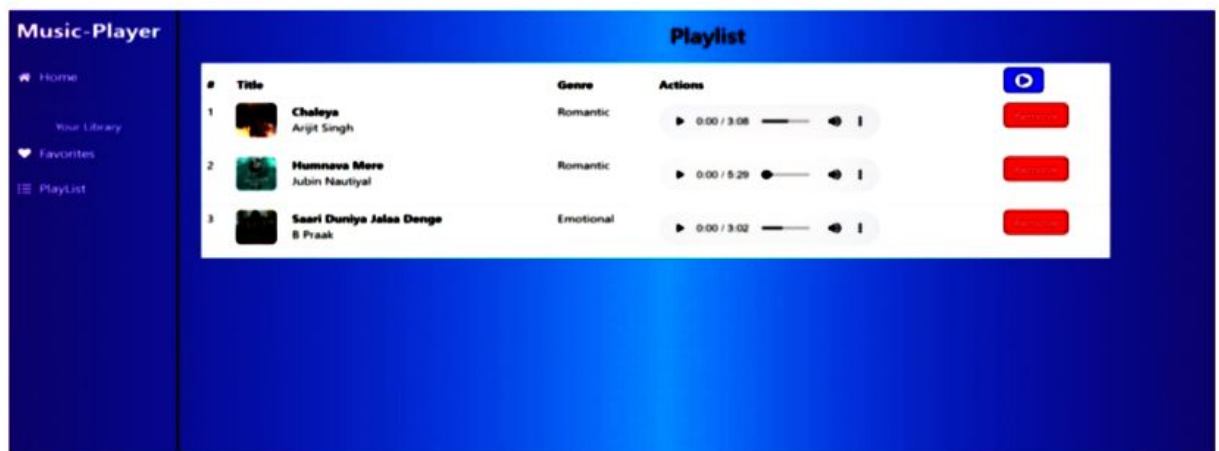 Music-Player
Home
Your Library
Favorites
PlayList
Playlist
# Title Genre Actions
1 Chaleya Romantic 0:00 / 3:08
Arijit Singh
2 Humnava Mere Romantic 0:00 / 5:29
Jubin Nautiyal
3 Saari Duniya Jalaa Denge Emotional 0:00 / 3:02
B Praak